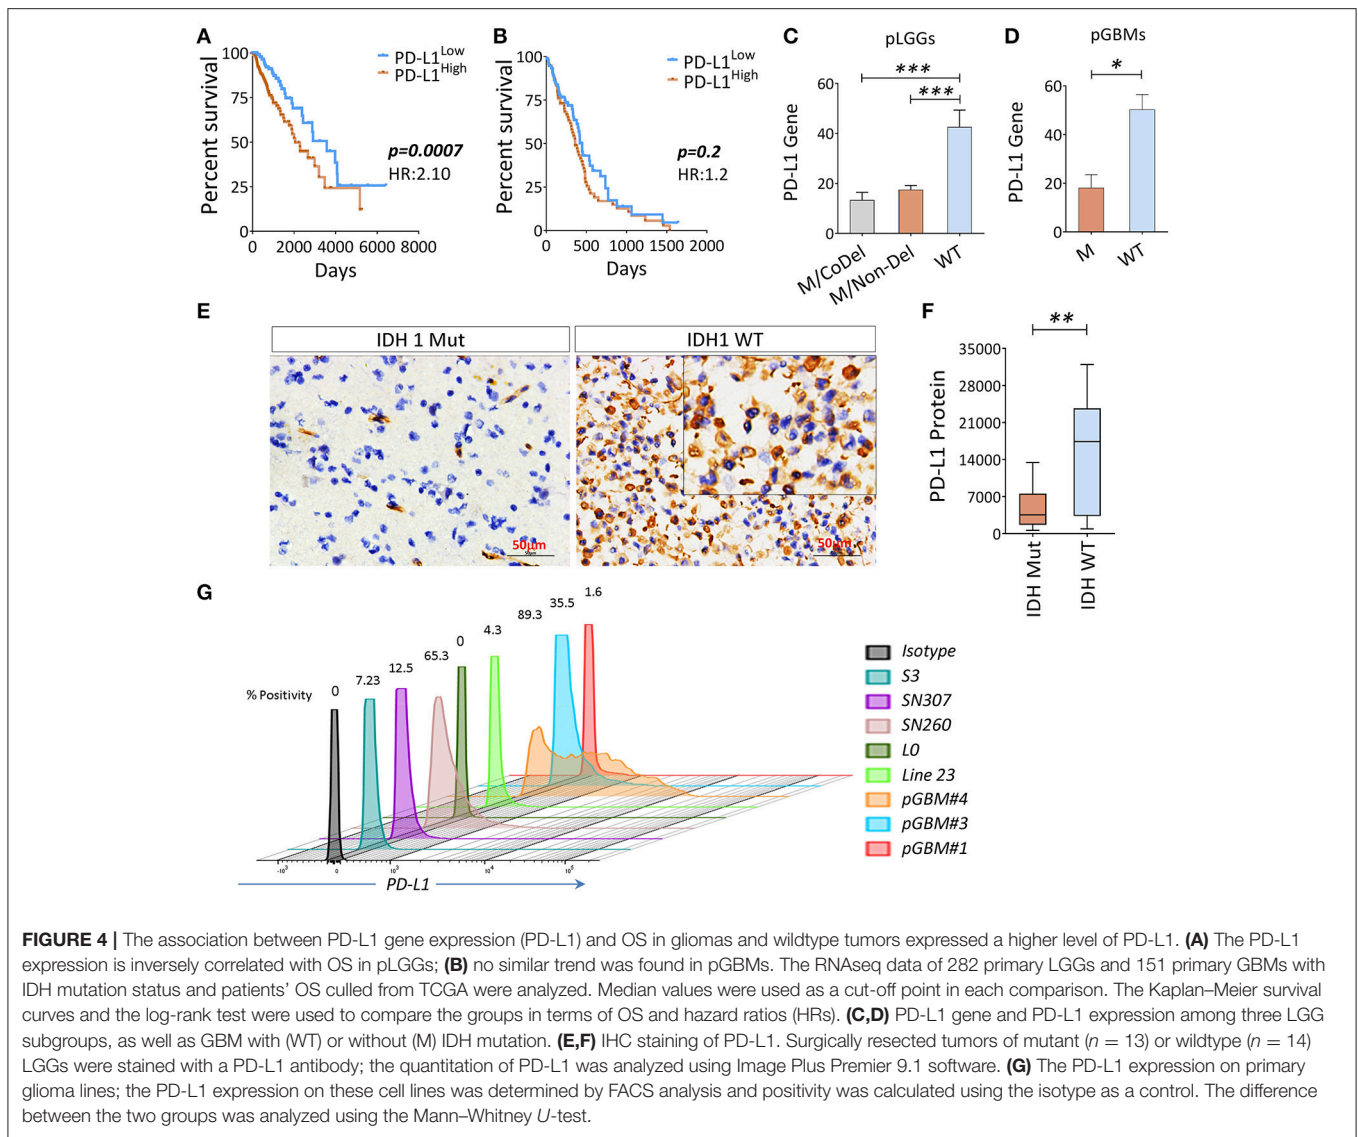 A
100
75
50
25
0
Percent survival
PD-L1Low
PD-L1High
p=0.0007
HR:2.10
0 2000 4000 6000 8000
Days
B
100
75
50
25
0
Percent survival
PD-L1Low
PD-L1High
p=0.2
HR:1.2
0 500 1000 1500 2000
Days
C
pLGGs
***
***
60
40
20
0
PD-L1 Gene
M/CoDel
M/Non-Del
WT
D
pGBMs
*
60
40
20
0
PD-L1 Gene
M
WT
E
IDH 1 Mut
IDH1 WT
50μm
50μm
50μm
F
**
35000
28000
21000
14000
7000
0
PD-L1 Protein
IDH Mut
IDH WT
G
% Positivity
0
7.23
12.5
65.3
0
4.3
89.3
35.5
1.6
-10³ 0 10³ 10⁴ 10⁵
PD-L1
Isotype
S3
SN307
SN260
L0
Line 23
pGBM#4
pGBM#3
pGBM#1
FIGURE 4 | The association between PD-L1 gene expression (PD-L1) and OS in gliomas and wildtype tumors expressed a higher level of PD-L1. (A) The PD-L1
expression is inversely correlated with OS in pLGGs; (B) no similar trend was found in pGBMs. The RNAseq data of 282 primary LGGs and 151 primary GBMs with
IDH mutation status and patients' OS culled from TCGA were analyzed. Median values were used as a cut-off point in each comparison. The Kaplan–Meier survival
curves and the log-rank test were used to compare the groups in terms of OS and hazard ratios (HRs). (C,D) PD-L1 gene and PD-L1 expression among three LGG
subgroups, as well as GBM with (WT) or without (M) IDH mutation. (E,F) IHC staining of PD-L1. Surgically resected tumors of mutant (n = 13) or wildtype (n = 14)
LGGs were stained with a PD-L1 antibody; the quantitation of PD-L1 was analyzed using Image Plus Premier 9.1 software. (G) The PD-L1 expression on primary
glioma lines; the PD-L1 expression on these cell lines was determined by FACS analysis and positivity was calculated using the isotype as a control. The difference
between the two groups was analyzed using the Mann–Whitney U-test.